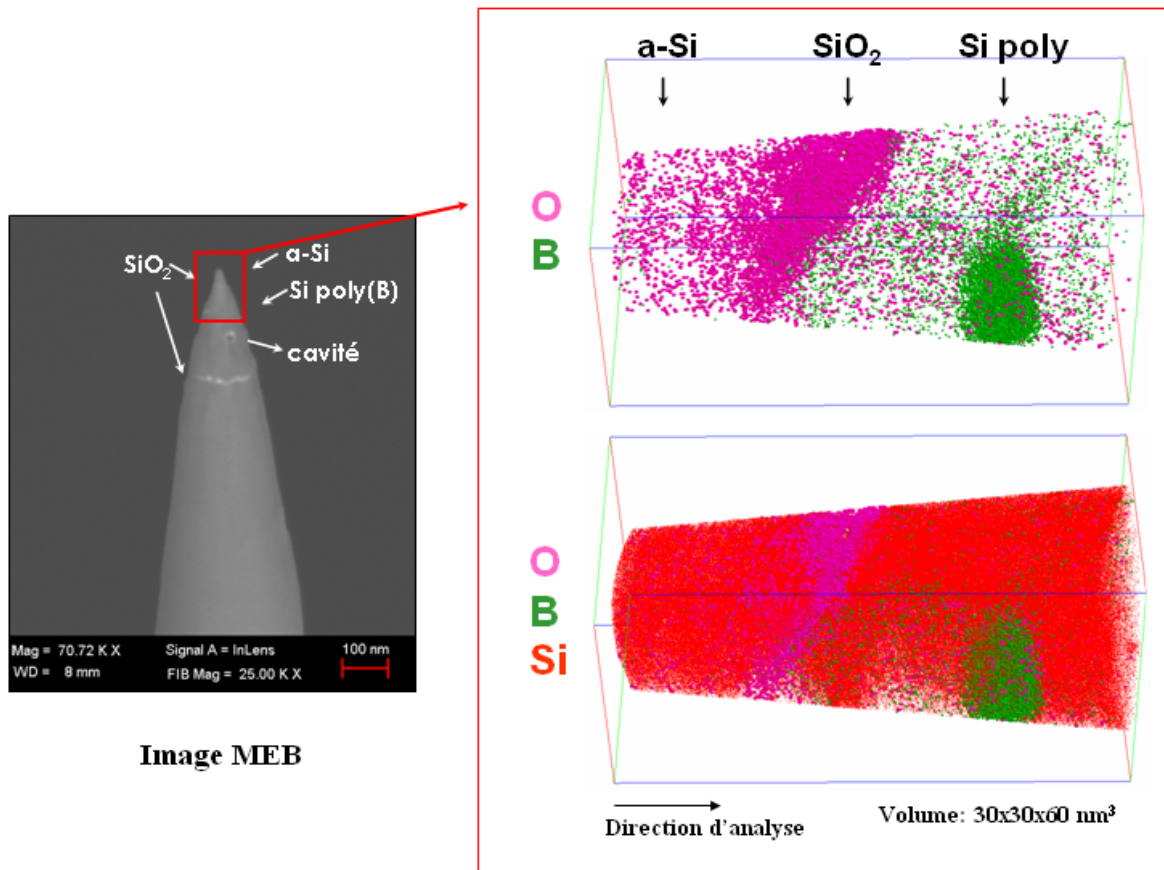 a-Si SiO₂ Si poly
O
B
SiO₂
a-Si
Si poly(B)
cavité
Mag = 70.72 K X Signal A = InLens 100 nm
WD = 8 mm FIB Mag = 25.00 K X
Image MEB
O
B
Si
Direction d'analyse
Volume: 30x30x60 nm³